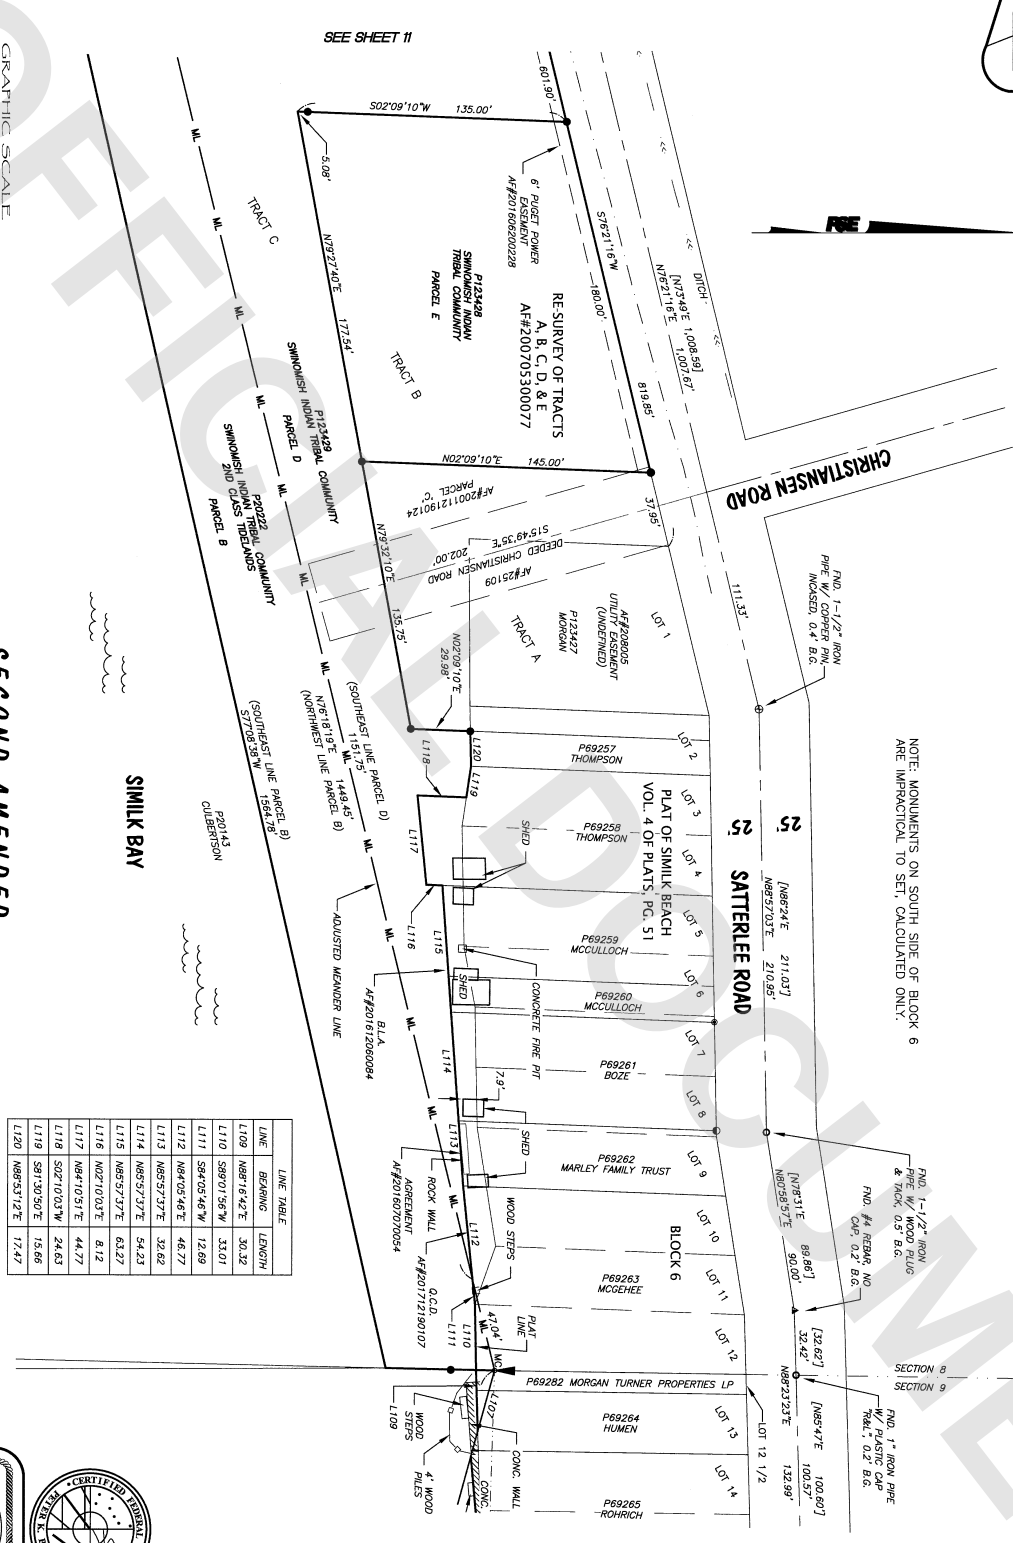 SEE SHEET 11
GRAPHIC SCALE
601.90'
S02°09'10"W 135.00'
5.08'
6' PUGET POWER
EASEMENT
AF#201606200228
S76°21'16"W
180.00'
819.85'
<<
<<
<<
DITCH
[N73°49'E 1,008.59]
N76°21'16"E 1,007.67'
RE-SURVEY OF TRACTS
A, B, C, D, & E
AF#200705300077
P123428
SWINOMISH INDIAN
TRIBAL COMMUNITY
PARCEL E
TRACT C
TRACT B
N79°27'40"E 177.54'
P123429
SWINOMISH INDIAN TRIBAL COMMUNITY
PARCEL D
P20222
SWINOMISH INDIAN TRIBAL COMMUNITY
2ND CLASS TIDELANDS
PARCEL B
ML
ML
ML
ML
ML
ML
ML
ML
ML
ML
ML
ML
ML
ML
N02°09'10"E 145.00'
37.95'
CHRISTIANSEN ROAD
AF#200112190124
PARCEL 'C'
S15°49'35"E
202.00'
DEEDED CHRISTIANSEN ROAD
AF#25109
N79°32'10"E 135.75'
N02°09'10"E
29.98'
TRACT A
P123427
MORGAN
AF#208005
UTILITY EASEMENT
(UNDEFINED)
LOT 1
111.33'
FND. 1-1/2" IRON
PIPE W/ COPPER PIN,
INCASED, 0.4' B.G.
NOTE: MONUMENTS ON SOUTH SIDE OF BLOCK 6
ARE IMPRACTICAL TO SET, CALCULATED ONLY.
(SOUTHEAST LINE PARCEL D)
1151.75'
N76°18'19"E 1449.45'
(NORTHWEST LINE PARCEL B)
(SOUTHEAST LINE PARCEL B)
S77°08'38"W 1564.78'
P20143
CULBERTSON
SIMILK BAY
SECOND AMENDED
ADJUSTED MEANDER LINE
L120
L119
L118
L117
L116
L115
L114
L113
L112
L111
L110
L109
L107
LOT 2
P69257
THOMPSON
LOT 3
PLAT OF SIMILK BEACH
VOL. 4 OF PLATS, PG. 51
P69258
THOMPSON
LOT 4
SHED
LOT 5
P69259
MCCULLOCH
LOT 6
P69260
MCCULLOCH
SHED
CONCRETE FIRE PIT
B.L.A.
AF#201612060084
LOT 7
P69261
BOZE
LOT 8
7.9'
SHED
LOT 9
P69262
MARLEY FAMILY TRUST
ROCK WALL
AGREEMENT
AF#201607070054
WOOD STEPS
LOT 10
BLOCK 6
LOT 11
P69263
MCGEHEE
Q.C.D.
AF#201712190107
PLAT
LINE
47.04'
MC
LOT 12
P69282 MORGAN TURNER PROPERTIES LP
LOT 12 1/2
LOT 13
P69264
HUMEN
LOT 14
P69265
ROHRICH
WOOD
STEPS
4' WOOD
PILES
CONC. WALL
CONC.
25'
25'
SATTERLEE ROAD
[N86°24'E 211.03']
N88°57'03"E 210.95'
FND. 1-1/2" IRON
PIPE W/ WOOD PLUG
& TACK, 0.5' B.G.
[N78°31'E 89.86']
N80°58'57"E 90.00'
FND. #4 REBAR, NO
CAP, 0.2' B.G.
[32.62']
32.42'
N88°23'23"E
[N85°47'E 100.60']
100.57'
132.99'
SECTION 8
SECTION 9
FND. 1" IRON PIPE
W/ PLASTIC CAP
"R&L", 0.2' B.G.
LINE TABLE
LINE BEARING LENGTH
L109 N88°16'42"E 30.32
L110 S89°01'56"W 33.01
L111 S84°05'46"W 12.69
L112 N84°05'46"E 46.77
L113 N85°57'37"E 32.62
L114 N85°57'37"E 54.23
L115 N85°57'37"E 63.27
L116 N02°10'03"E 8.12
L117 N84°10'51"E 44.77
L118 S02°10'03"W 24.63
L119 S81°30'50"E 15.66
L120 N88°53'12"E 17.47
CERTIFIED FEDERAL
PETER K.
OFFICIAL DOCUME